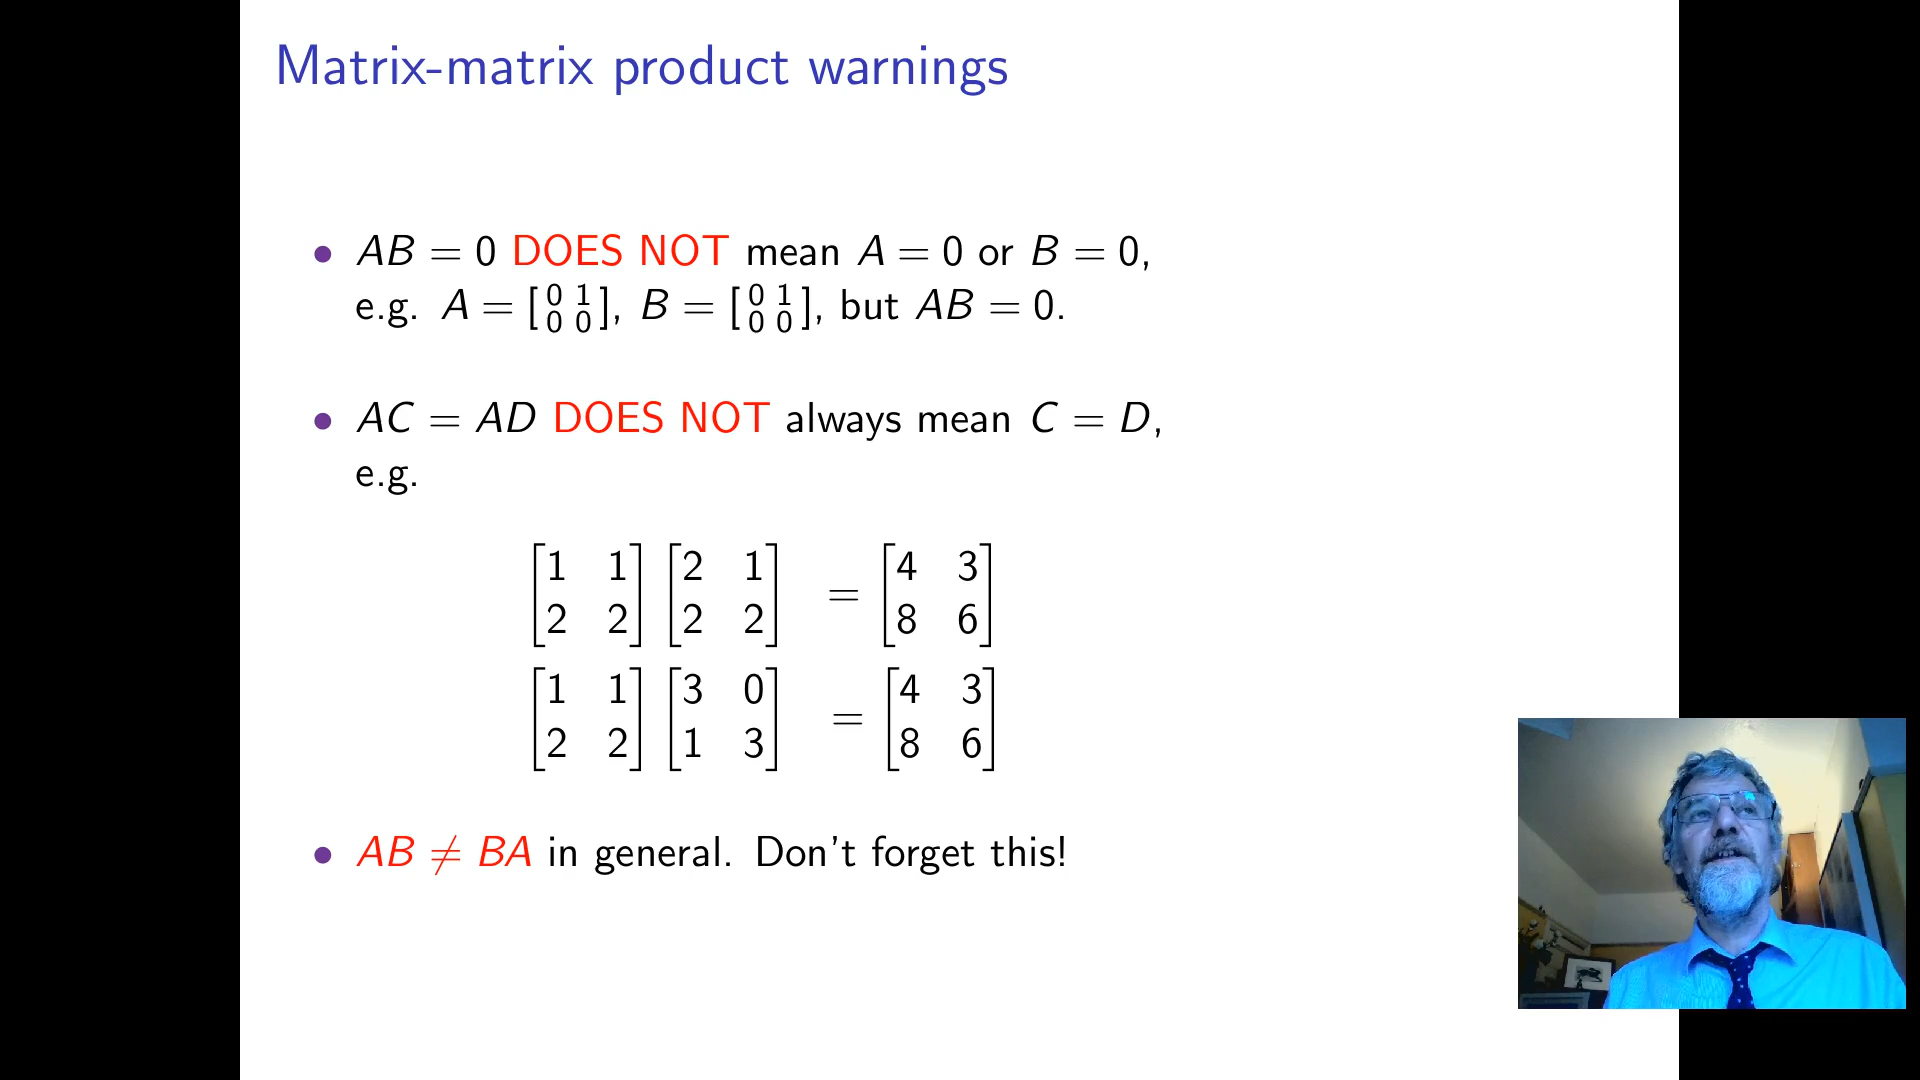 Matrix-matrix product warnings
• AB = 0 DOES NOT mean A = 0 or B = 0,
e.g. A = [0 1 0 0], B = [0 1 0 0], but AB = 0.
• AC = AD DOES NOT always mean C = D,
e.g.
[1 1] [2 1] = [4 3]
[2 2] [2 2] [8 6]
[1 1] [3 0] = [4 3]
[2 2] [1 3] [8 6]
• AB ≠ BA in general. Don't forget this!